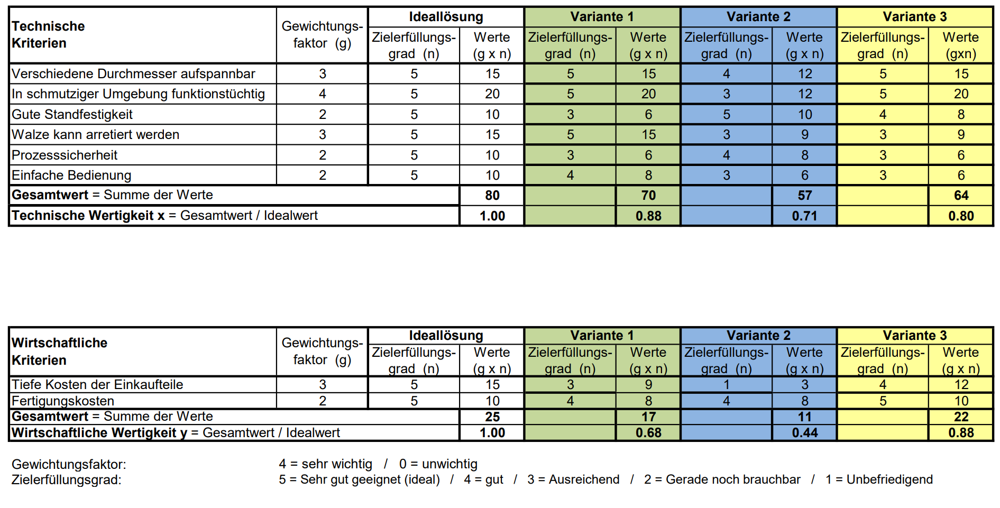 Technische Kriterien | Gewichtungs-faktor (g) | Ideallösung | Variante 1 | Variante 2 | Variante 3
Zielerfüllungs-grad (n) | Werte (g x n) | Zielerfüllungs-grad (n) | Werte (g x n) | Zielerfüllungs-grad (n) | Werte (g x n) | Zielerfüllungs-grad (n) | Werte (gxn)
Verschiedene Durchmesser aufspannbar | 3 | 5 | 15 | 5 | 15 | 4 | 12 | 5 | 15
In schmutziger Umgebung funktionstüchtig | 4 | 5 | 20 | 5 | 20 | 3 | 12 | 5 | 20
Gute Standfestigkeit | 2 | 5 | 10 | 3 | 6 | 5 | 10 | 4 | 8
Walze kann arretiert werden | 3 | 5 | 15 | 5 | 15 | 3 | 9 | 3 | 9
Prozesssicherheit | 2 | 5 | 10 | 3 | 6 | 4 | 8 | 3 | 6
Einfache Bedienung | 2 | 5 | 10 | 4 | 8 | 3 | 6 | 3 | 6
Gesamtwert = Summe der Werte | 80 | 70 | 57 | 64
Technische Wertigkeit x = Gesamtwert / Idealwert | 1.00 | 0.88 | 0.71 | 0.80
Wirtschaftliche Kriterien | Gewichtungs-faktor (g) | Ideallösung | Variante 1 | Variante 2 | Variante 3
Zielerfüllungs-grad (n) | Werte (g x n) | Zielerfüllungs-grad (n) | Werte (g x n) | Zielerfüllungs-grad (n) | Werte (g x n) | Zielerfüllungs-grad (n) | Werte (g x n)
Tiefe Kosten der Einkaufteile | 3 | 5 | 15 | 3 | 9 | 1 | 3 | 4 | 12
Fertigungskosten | 2 | 5 | 10 | 4 | 8 | 4 | 8 | 5 | 10
Gesamtwert = Summe der Werte | 25 | 17 | 11 | 22
Wirtschaftliche Wertigkeit y = Gesamtwert / Idealwert | 1.00 | 0.68 | 0.44 | 0.88
Gewichtungsfaktor: 4 = sehr wichtig / 0 = unwichtig
Zielerfüllungsgrad: 5 = Sehr gut geeignet (ideal) / 4 = gut / 3 = Ausreichend / 2 = Gerade noch brauchbar / 1 = Unbefriedigend